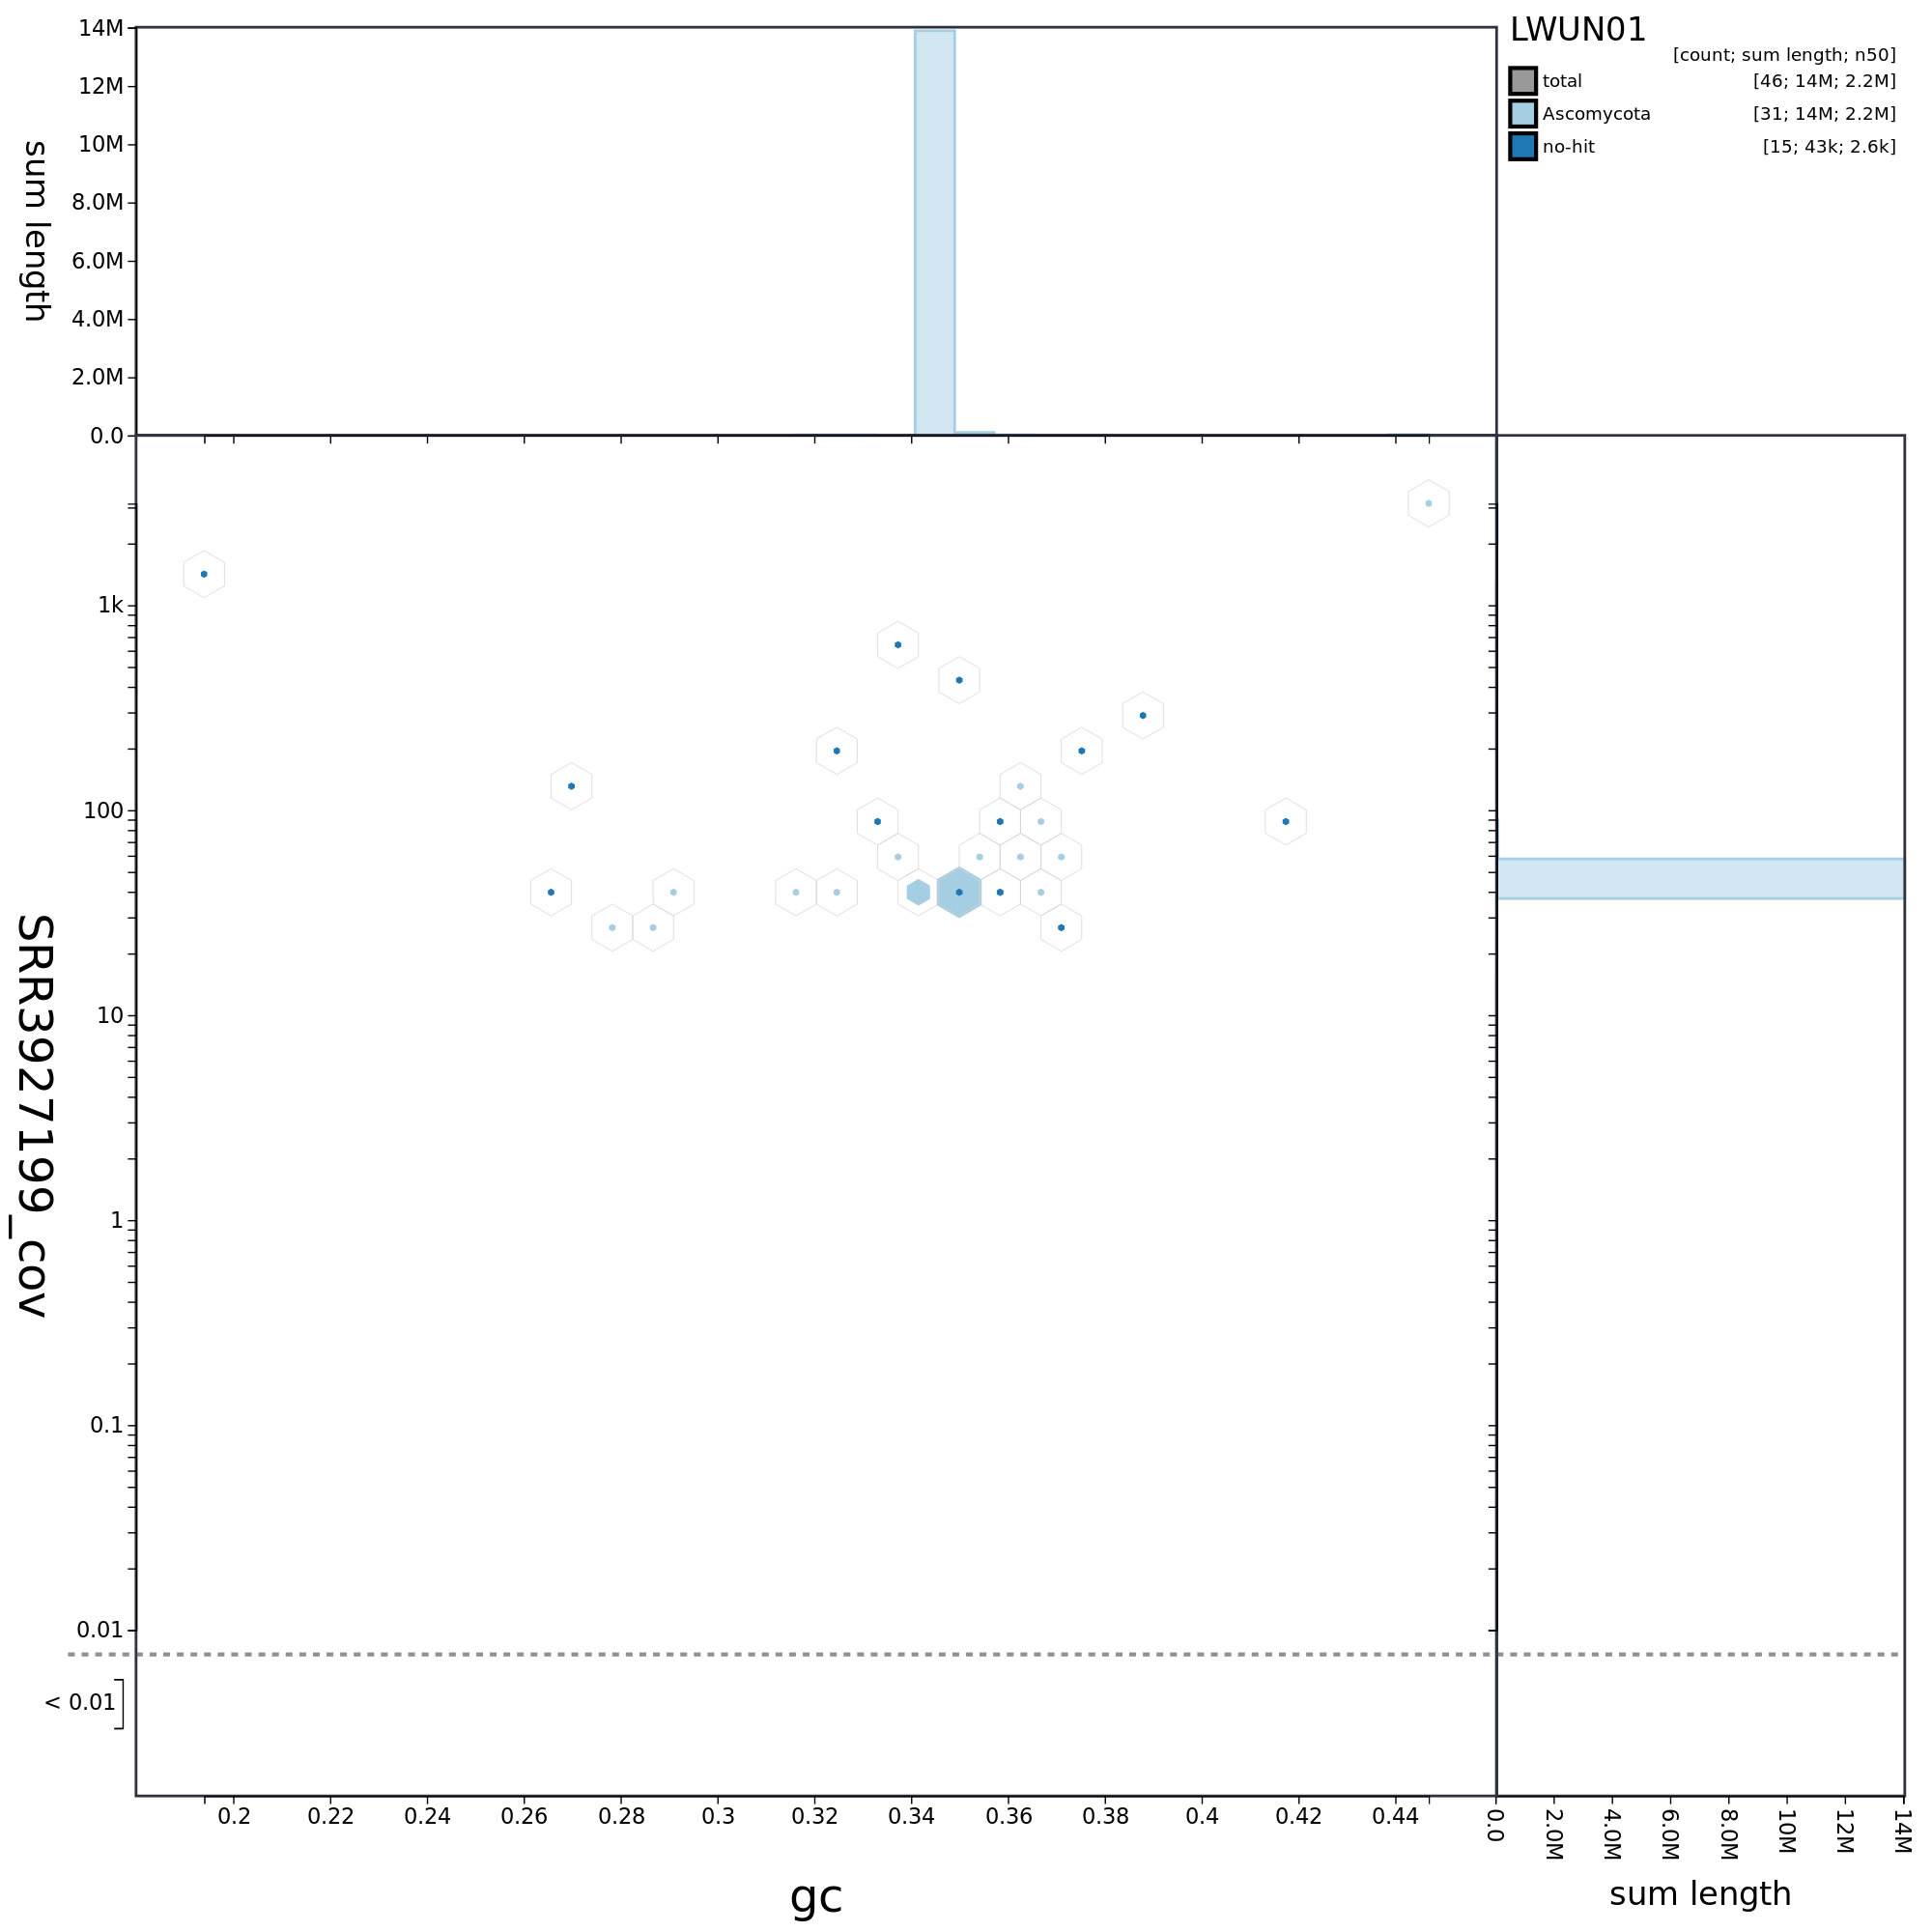 LWUN01
[count; sum length; n50]
total [46; 14M; 2.2M]
Ascomycota [31; 14M; 2.2M]
no-hit [15; 43k; 2.6k]
sum length
14M
12M
10M
8.0M
6.0M
4.0M
2.0M
0.0
SRR3927199_cov
1k
100
10
1
0.1
0.01
< 0.01
0.2 0.22 0.24 0.26 0.28 0.3 0.32 0.34 0.36 0.38 0.4 0.42 0.44
gc
0.0 2.0M 4.0M 6.0M 8.0M 10M 12M 14M
sum length